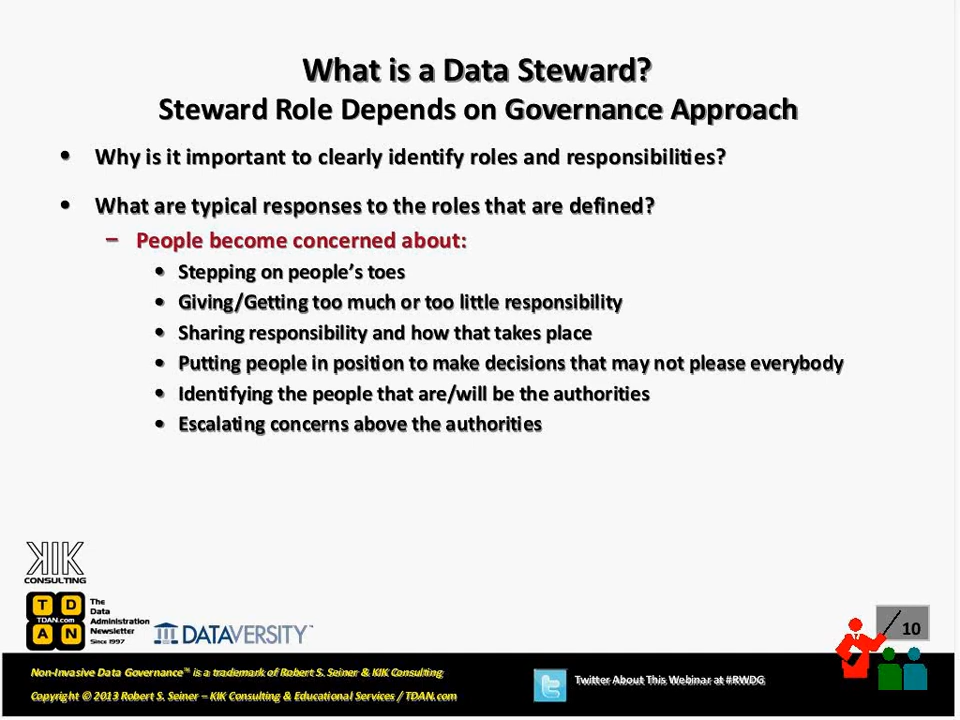 What is a Data Steward?
Steward Role Depends on Governance Approach
• Why is it important to clearly identify roles and responsibilities?
• What are typical responses to the roles that are defined?
– People become concerned about:
• Stepping on people's toes
• Giving/Getting too much or too little responsibility
• Sharing responsibility and how that takes place
• Putting people in position to make decisions that may not please everybody
• Identifying the people that are/will be the authorities
• Escalating concerns above the authorities
KIK
CONSULTING
T D
TDAN.com
A N
The
Data
Administration
Newsletter
Since 1997
DATAVERSITY™
10
Non-Invasive Data Governance™ is a trademark of Robert S. Seiner & KIK Consulting
Copyright © 2013 Robert S. Seiner – KIK Consulting & Educational Services / TDAN.com
Twitter About This Webinar at #RWDG